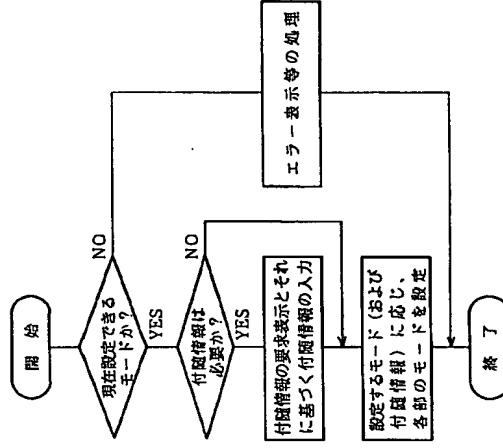 開始
現在設定できる
モードか？
NO
YES
付随情報は
必要か？
NO
YES
付随情報の要求表示とそれ
に基づく付随情報の入力
エラー表示等の処理
設定するモード（および
付随情報）に応じ、
各部のモードを設定
終了